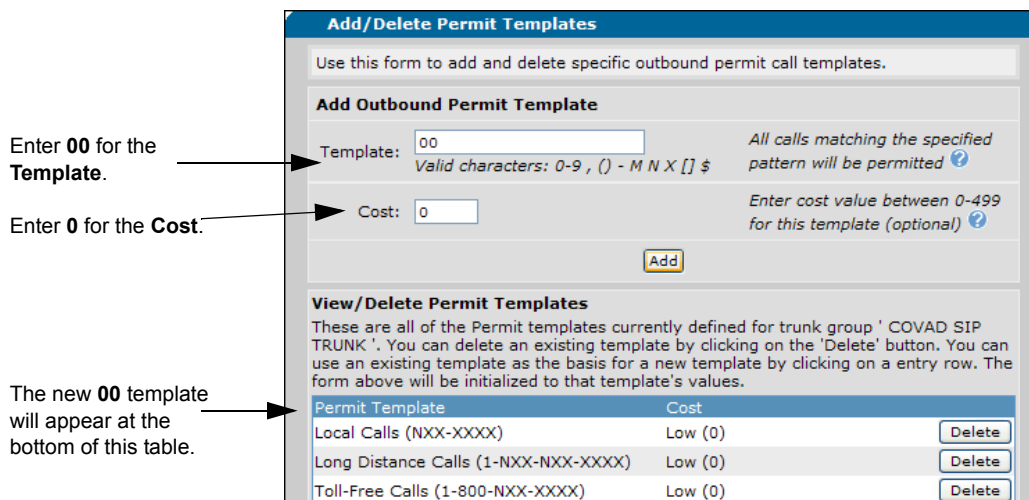 Add/Delete Permit Templates
Use this form to add and delete specific outbound permit call templates.
Add Outbound Permit Template
Enter 00 for the
Template.
Template:
00
Valid characters: 0-9 , () - M N X [] $
All calls matching the specified
pattern will be permitted ?
Enter 0 for the Cost.
Cost:
0
Enter cost value between 0-499
for this template (optional) ?
Add
View/Delete Permit Templates
These are all of the Permit templates currently defined for trunk group ' COVAD SIP
TRUNK '. You can delete an existing template by clicking on the 'Delete' button. You can
use an existing template as the basis for a new template by clicking on a entry row. The
form above will be initialized to that template's values.
The new 00 template
will appear at the
bottom of this table.
Permit Template Cost
Local Calls (NXX-XXXX) Low (0) Delete
Long Distance Calls (1-NXX-NXX-XXXX) Low (0) Delete
Toll-Free Calls (1-800-NXX-XXXX) Low (0) Delete